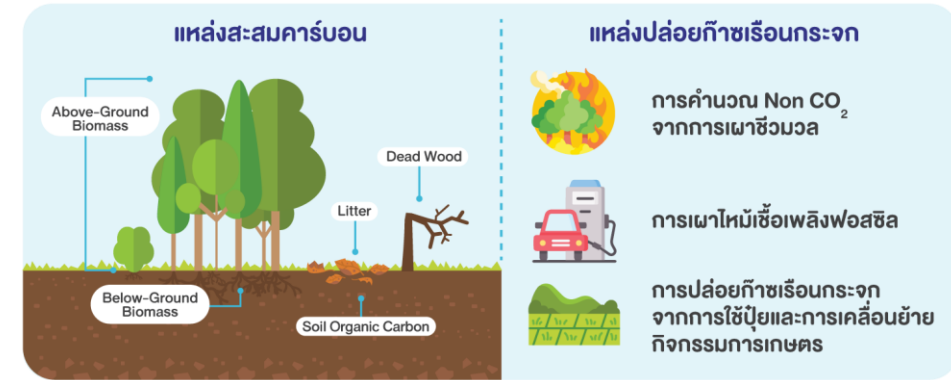 แหล่งสะสมคาร์บอน
Above-Ground
Biomass
Dead Wood
Litter
Below-Ground
Biomass
Soil Organic Carbon
แหล่งปล่อยก๊าซเรือนกระจก
การคำนวณ Non CO₂
จากการเผาชีวมวล
การเผาไหม้เชื้อเพลิงฟอสซิล
การปล่อยก๊าซเรือนกระจก
จากการใช้ปุ๋ยและการเคลื่อนย้าย
กิจกรรมการเกษตร